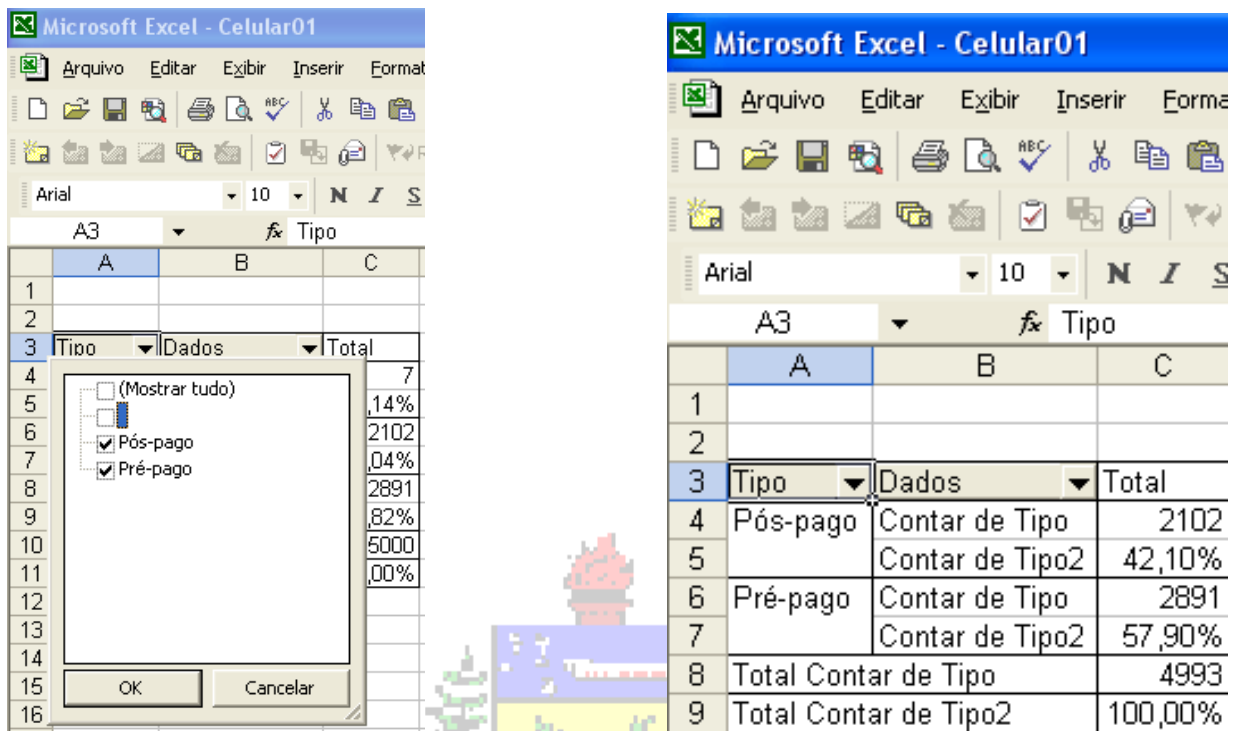 Microsoft Excel - Celular01
Arquivo Editar Exibir Inserir Format
ABC
Arial 10 N I S
A3 fx Tipo
A B C
1
2
3 Tipo Dados Total
4 (Mostrar tudo) 7
5 ,14%
6 Pós-pago 2102
7 Pré-pago ,04%
8 2891
9 ,82%
10 5000
11 ,00%
12
13
14
15 OK Cancelar
16
Microsoft Excel - Celular01
Arquivo Editar Exibir Inserir Forma
ABC
Arial 10 N I S
A3 fx Tipo
A B C
1
2
3 Tipo Dados Total
4 Pós-pago Contar de Tipo 2102
5 Contar de Tipo2 42,10%
6 Pré-pago Contar de Tipo 2891
7 Contar de Tipo2 57,90%
8 Total Contar de Tipo 4993
9 Total Contar de Tipo2 100,00%